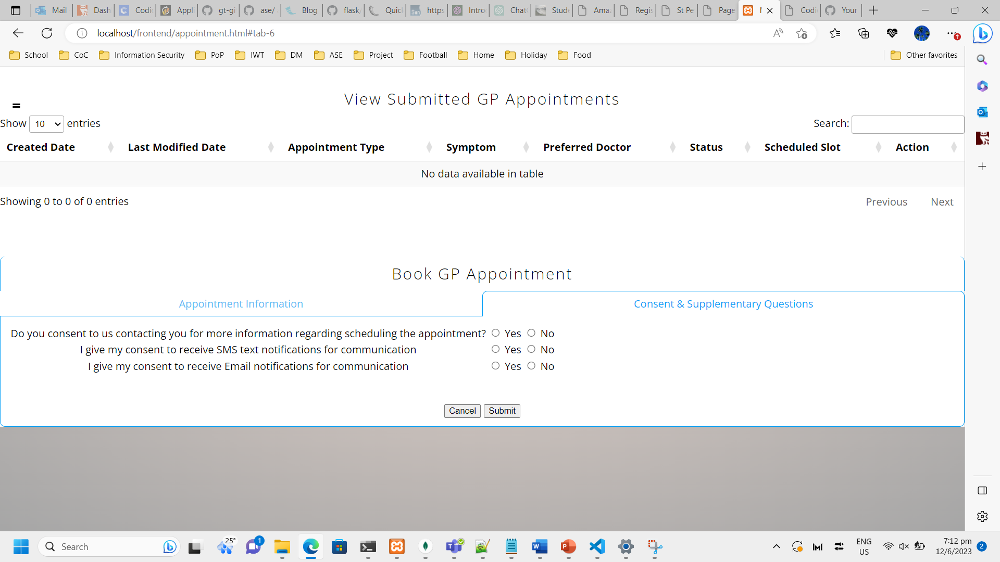 Mail
Dash
Codi
Appli
gt-gi
ase/
Blog
flask/
Quick
https
Intro
Chat
Stude
Amaz
Regis
St Pe
Page
Codi
Your
localhost/frontend/appointment.html#tab-6
School CoC Information Security PoP IWT DM ASE Project Football Home Holiday Food Other favorites
View Submitted GP Appointments
=
Show 10 entries Search:
Created Date Last Modified Date Appointment Type Symptom Preferred Doctor Status Scheduled Slot Action
No data available in table
Showing 0 to 0 of 0 entries Previous Next
Book GP Appointment
Appointment Information Consent & Supplementary Questions
Do you consent to us contacting you for more information regarding scheduling the appointment? Yes No
I give my consent to receive SMS text notifications for communication Yes No
I give my consent to receive Email notifications for communication Yes No
Cancel Submit
Search
25°
1
ENG
US
7:12 pm
12/6/2023
2